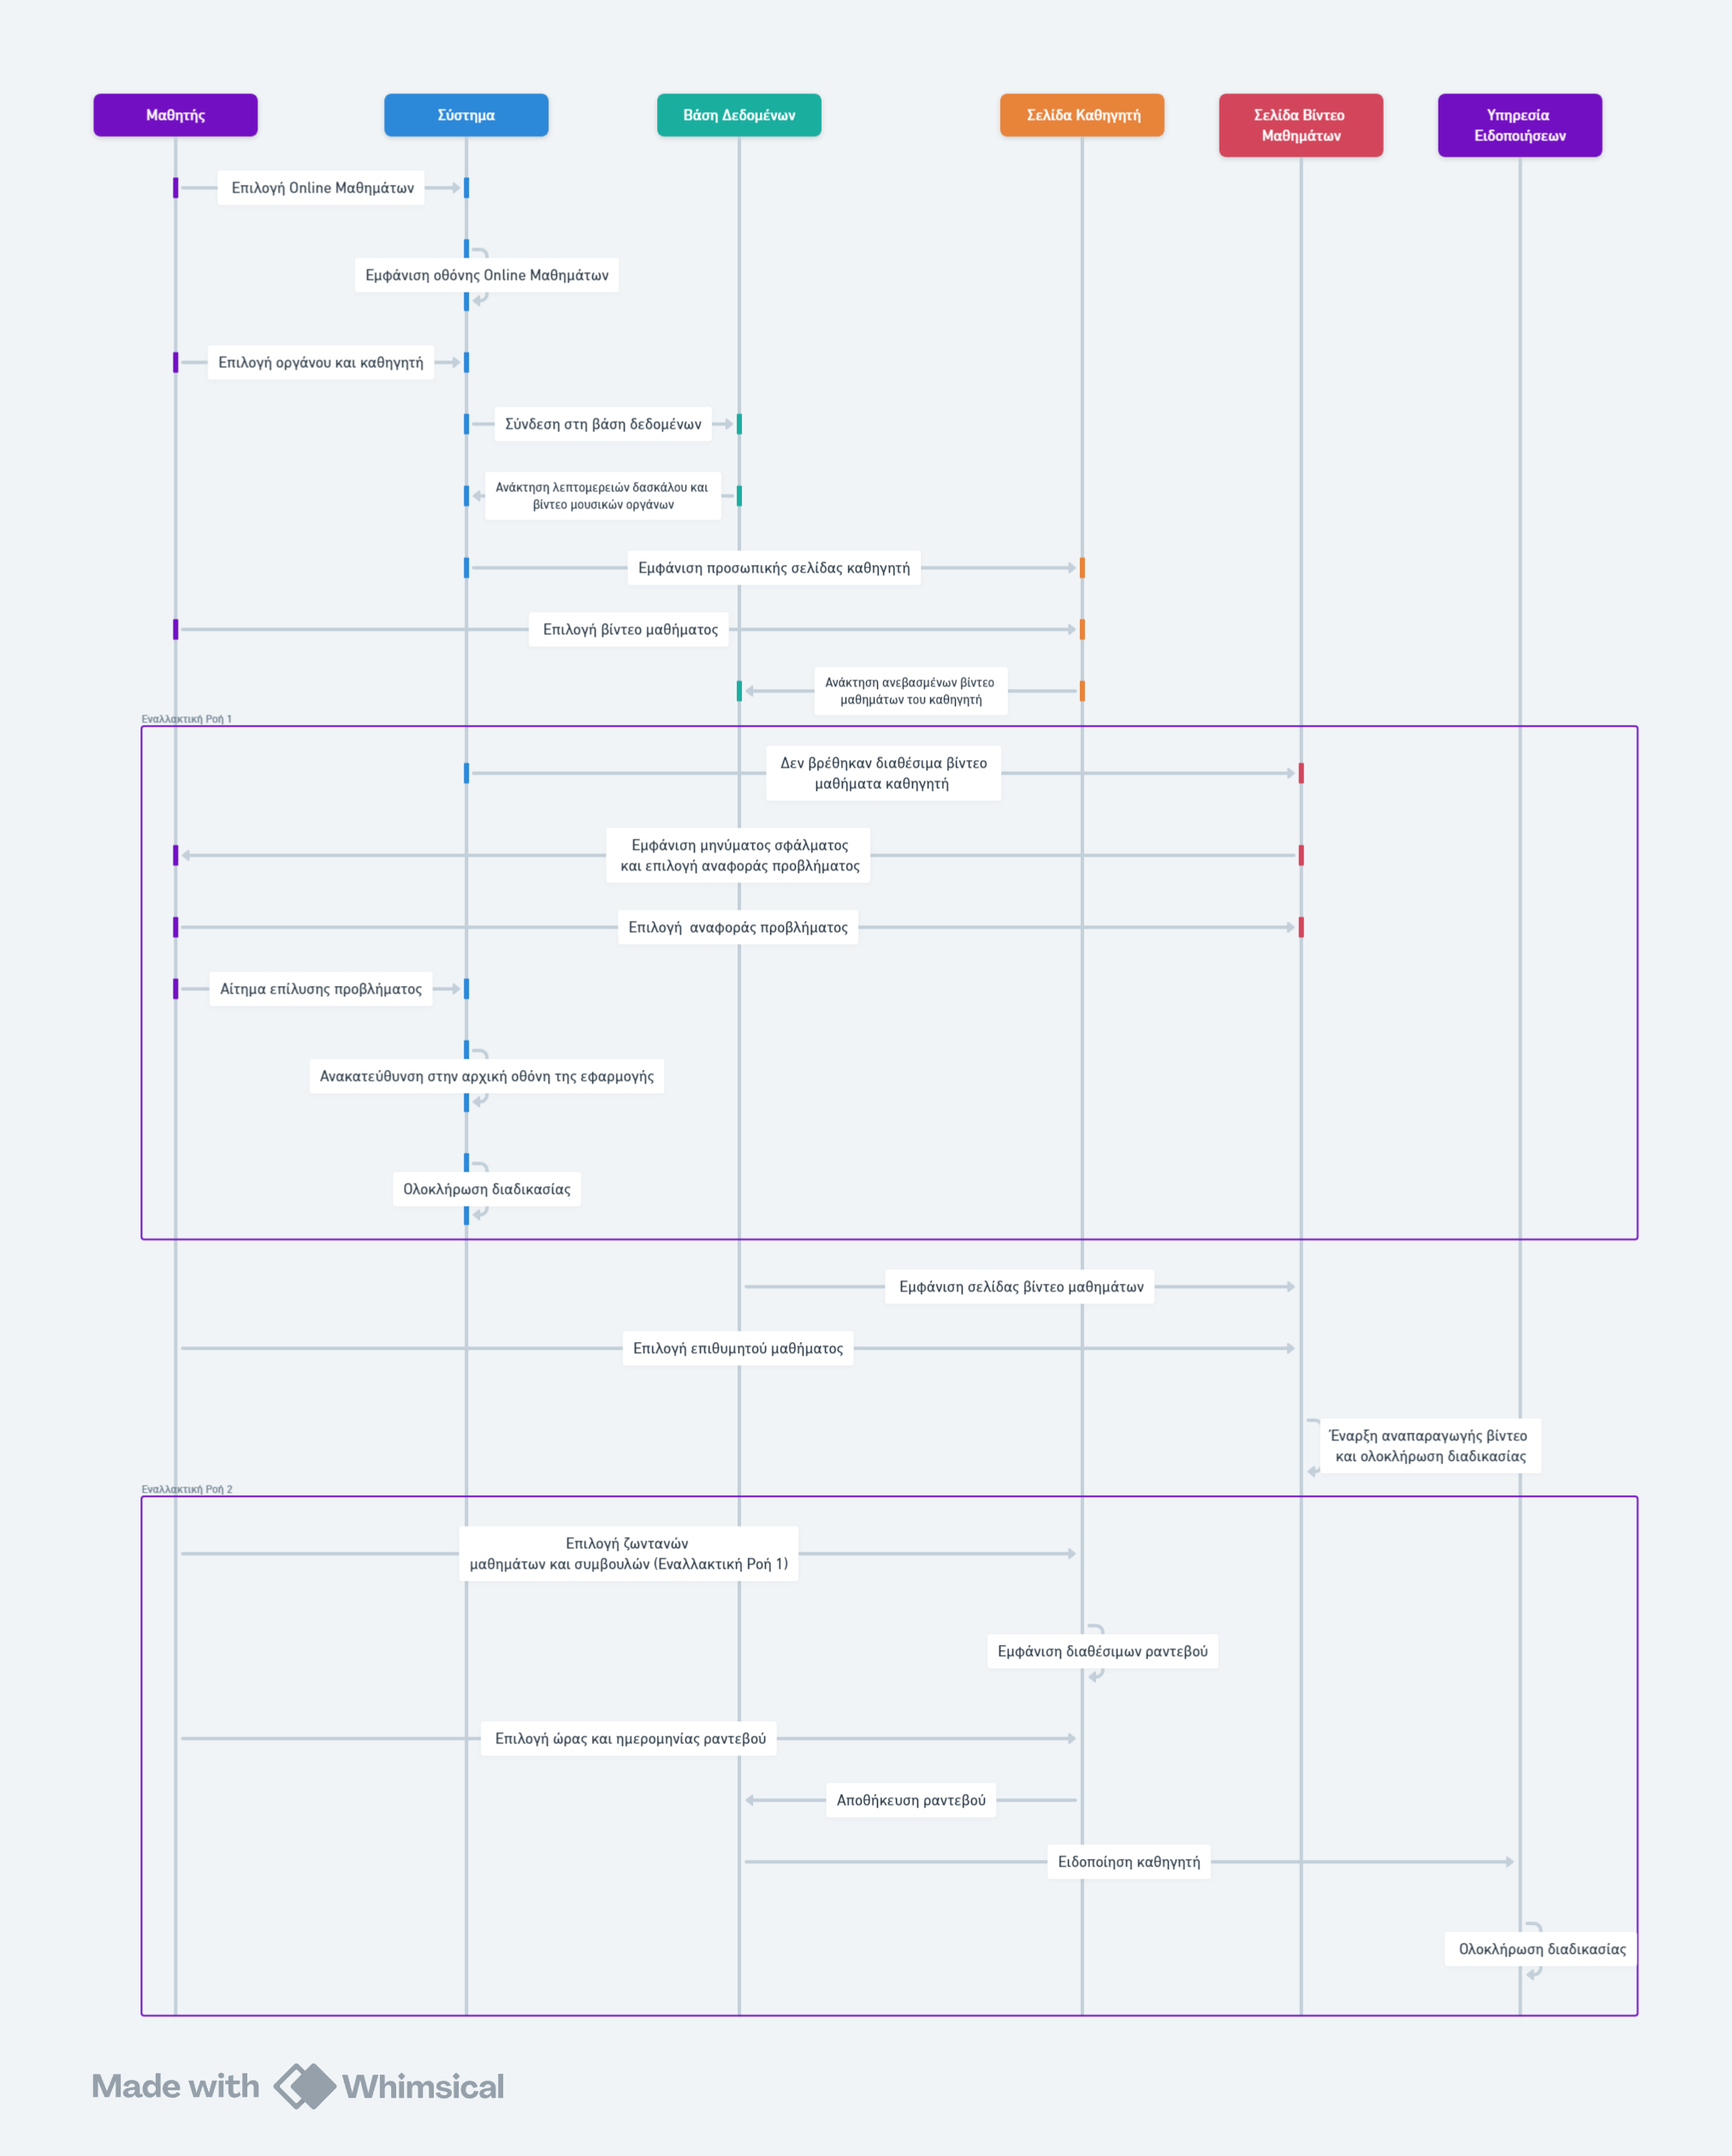 Μαθητής
Σύστημα
Βάση Δεδομένων
Σελίδα Καθηγητή
Σελίδα Βίντεο
Μαθημάτων
Υπηρεσία
Ειδοποιήσεων
Επιλογή Online Μαθημάτων
Εμφάνιση οθόνης Online Μαθημάτων
Επιλογή οργάνου και καθηγητή
Σύνδεση στη βάση δεδομένων
Ανάκτηση λεπτομερειών δασκάλου και
βίντεο μουσικών οργάνων
Εμφάνιση προσωπικής σελίδας καθηγητή
Επιλογή βίντεο μαθήματος
Ανάκτηση ανεβασμένων βίντεο
μαθημάτων του καθηγητή
Εναλλακτική Ροή 1
Δεν βρέθηκαν διαθέσιμα βίντεο
μαθήματα καθηγητή
Εμφάνιση μηνύματος σφάλματος
και επιλογή αναφοράς προβλήματος
Επιλογή αναφοράς προβλήματος
Αίτημα επίλυσης προβλήματος
Ανακατεύθυνση στην αρχική οθόνη της εφαρμογής
Ολοκλήρωση διαδικασίας
Εμφάνιση σελίδας βίντεο μαθημάτων
Επιλογή επιθυμητού μαθήματος
Έναρξη αναπαραγωγής βίντεο
και ολοκλήρωση διαδικασίας
Εναλλακτική Ροή 2
Επιλογή ζωντανών
μαθημάτων και συμβουλών (Εναλλακτική Ροή 1)
Εμφάνιση διαθέσιμων ραντεβού
Επιλογή ώρας και ημερομηνίας ραντεβού
Αποθήκευση ραντεβού
Ειδοποίηση καθηγητή
Ολοκλήρωση διαδικασίας
Made with Whimsical